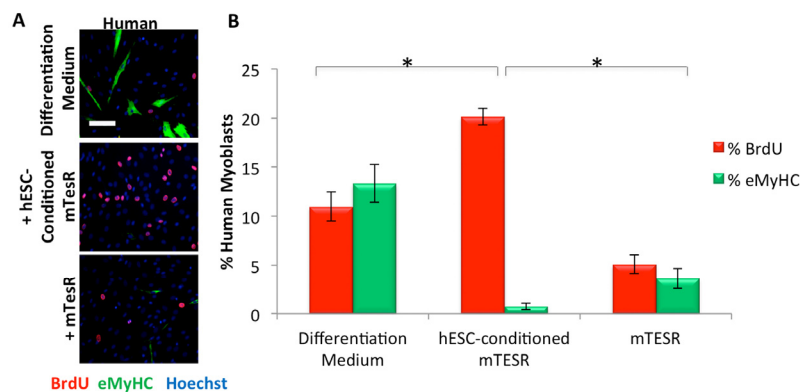 A
Human
Differentiation
Medium
+ hESC-
Conditioned
mTesR
+ mTesR
BrdU eMyHC Hoechst
B
* *
25
20
15
10
5
0
% Human Myoblasts
Differentiation
Medium
hESC-conditioned
mTESR
mTESR
% BrdU
% eMyHC